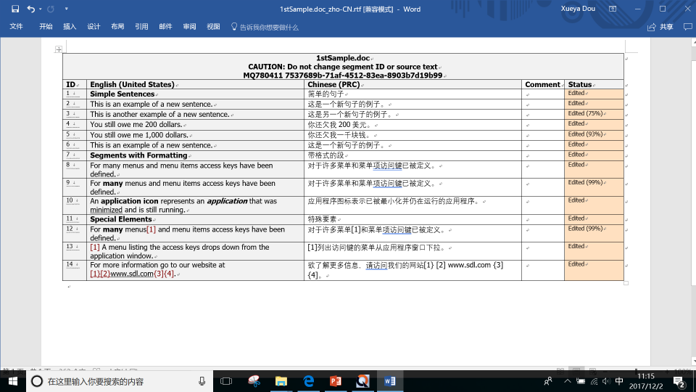 1stSample.doc_zho-CN.rtf [兼容模式] - Word
Xueya Dou
文件 开始 插入 设计 布局 引用 邮件 审阅 视图 告诉我你想要做什么 共享
1stSample.doc
CAUTION: Do not change segment ID or source text
MQ780411 7537689b-71af-4512-83ea-8903b7d19b99
ID English (United States) Chinese (PRC) Comment Status
1 Simple Sentences 简单的句子 Edited
2 This is an example of a new sentence. 这是一个新句子的例子。 Edited
3 This is another example of a new sentence. 这是另一个新句子的例子。 Edited (75%)
4 You still owe me 200 dollars. 你还欠我 200 美元。 Edited
5 You still owe me 1,000 dollars. 你还欠我一千块钱。 Edited (93%)
6 This is an example of a new sentence. 这是一个新句子的例子。 Edited
7 Segments with Formatting 带格式的段 Edited
8 For many menus and menu items access keys have been 对于许多菜单和菜单项访问键已被定义。 Edited
defined.
9 For many menus and menu items access keys have been 对于许多菜单和菜单项访问键已被定义。 Edited (99%)
defined.
10 An application icon represents an application that was 应用程序图标表示已被最小化并仍在运行的应用程序。 Edited
minimized and is still running.
11 Special Elements 特殊要素 Edited
12 For many menus[1] and menu items access keys have been 对于许多菜单[1]和菜单项访问键已被定义。 Edited (99%)
defined.
13 [1] A menu listing the access keys drops down from the [1]列出访问键的菜单从应用程序窗口下拉。 Edited
application window.
14 For more information go to our website at 欲了解更多信息，请访问我们的网站[1} [2] www.sdl.com {3] Edited
[1}[2}www.sdl.com{3]{4]. {4]。
在这里输入你要搜索的内容
中
11:15
2017/12/2